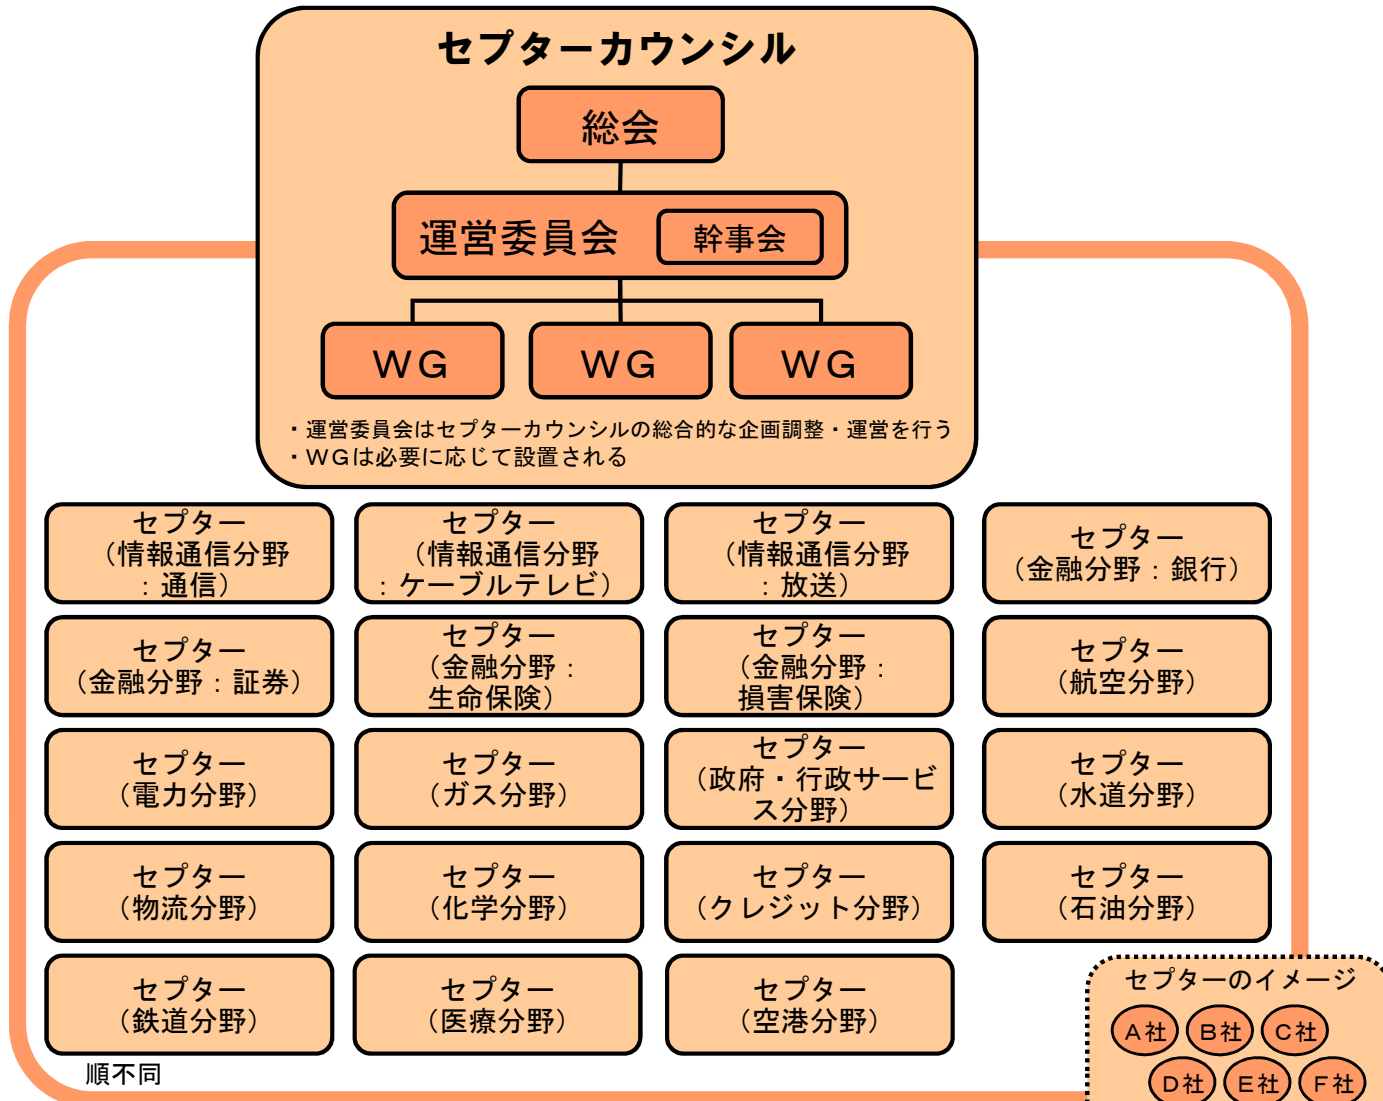 セプターカウンシル
総会
運営委員会
幹事会
ＷＧ
ＷＧ
ＷＧ
・運営委員会はセプターカウンシルの総合的な企画調整・運営を行う
・ＷＧは必要に応じて設置される
セプター
（情報通信分野
：通信）
セプター
（情報通信分野
：ケーブルテレビ）
セプター
（情報通信分野
：放送）
セプター
（金融分野：銀行）
セプター
（金融分野：証券）
セプター
（金融分野：
生命保険）
セプター
（金融分野：
損害保険）
セプター
（航空分野）
セプター
（電力分野）
セプター
（ガス分野）
セプター
（政府・行政サービ
ス分野）
セプター
（水道分野）
セプター
（物流分野）
セプター
（化学分野）
セプター
（クレジット分野）
セプター
（石油分野）
セプター
（鉄道分野）
セプター
（医療分野）
セプター
（空港分野）
順不同
セプターのイメージ
Ａ社
Ｂ社
Ｃ社
Ｄ社
Ｅ社
Ｆ社